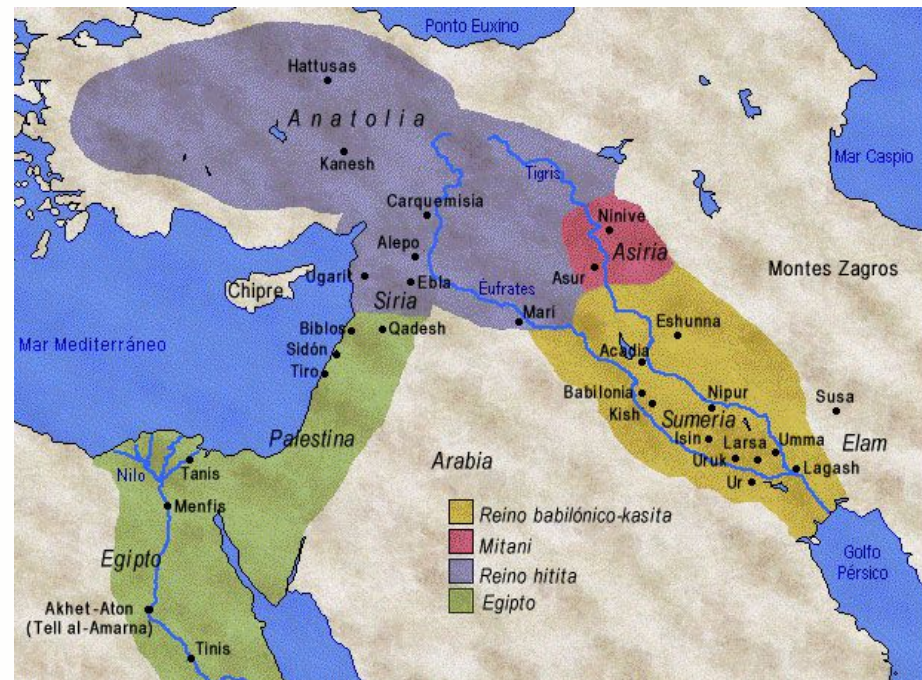 Ponto Euxino
Hattusas
Anatolia
Kanesh
Mar Caspio
Tigris
Carquemisia
Ninive
Asiria
Alepo
Asur
Montes Zagros
Ugarit
Ebla
Chipre
Éufrates
Siria
Mari
Biblos
Qadesh
Eshunna
Mar Mediterráneo
Sidón
Acadia
Tiro
Babilonia
Nipur
Susa
Kish
Sumeria
Palestina
Isin
Larsa
Umma
Elam
Uruk
Lagash
Arabia
Nilo
Tanis
Ur
Menfis
Reino babilónico-kasita
Mitani
Reino hitita
Egipto
Egipto
Golfo
Pérsico
Akhet-Aton
(Tell al-Amarna)
Tinis